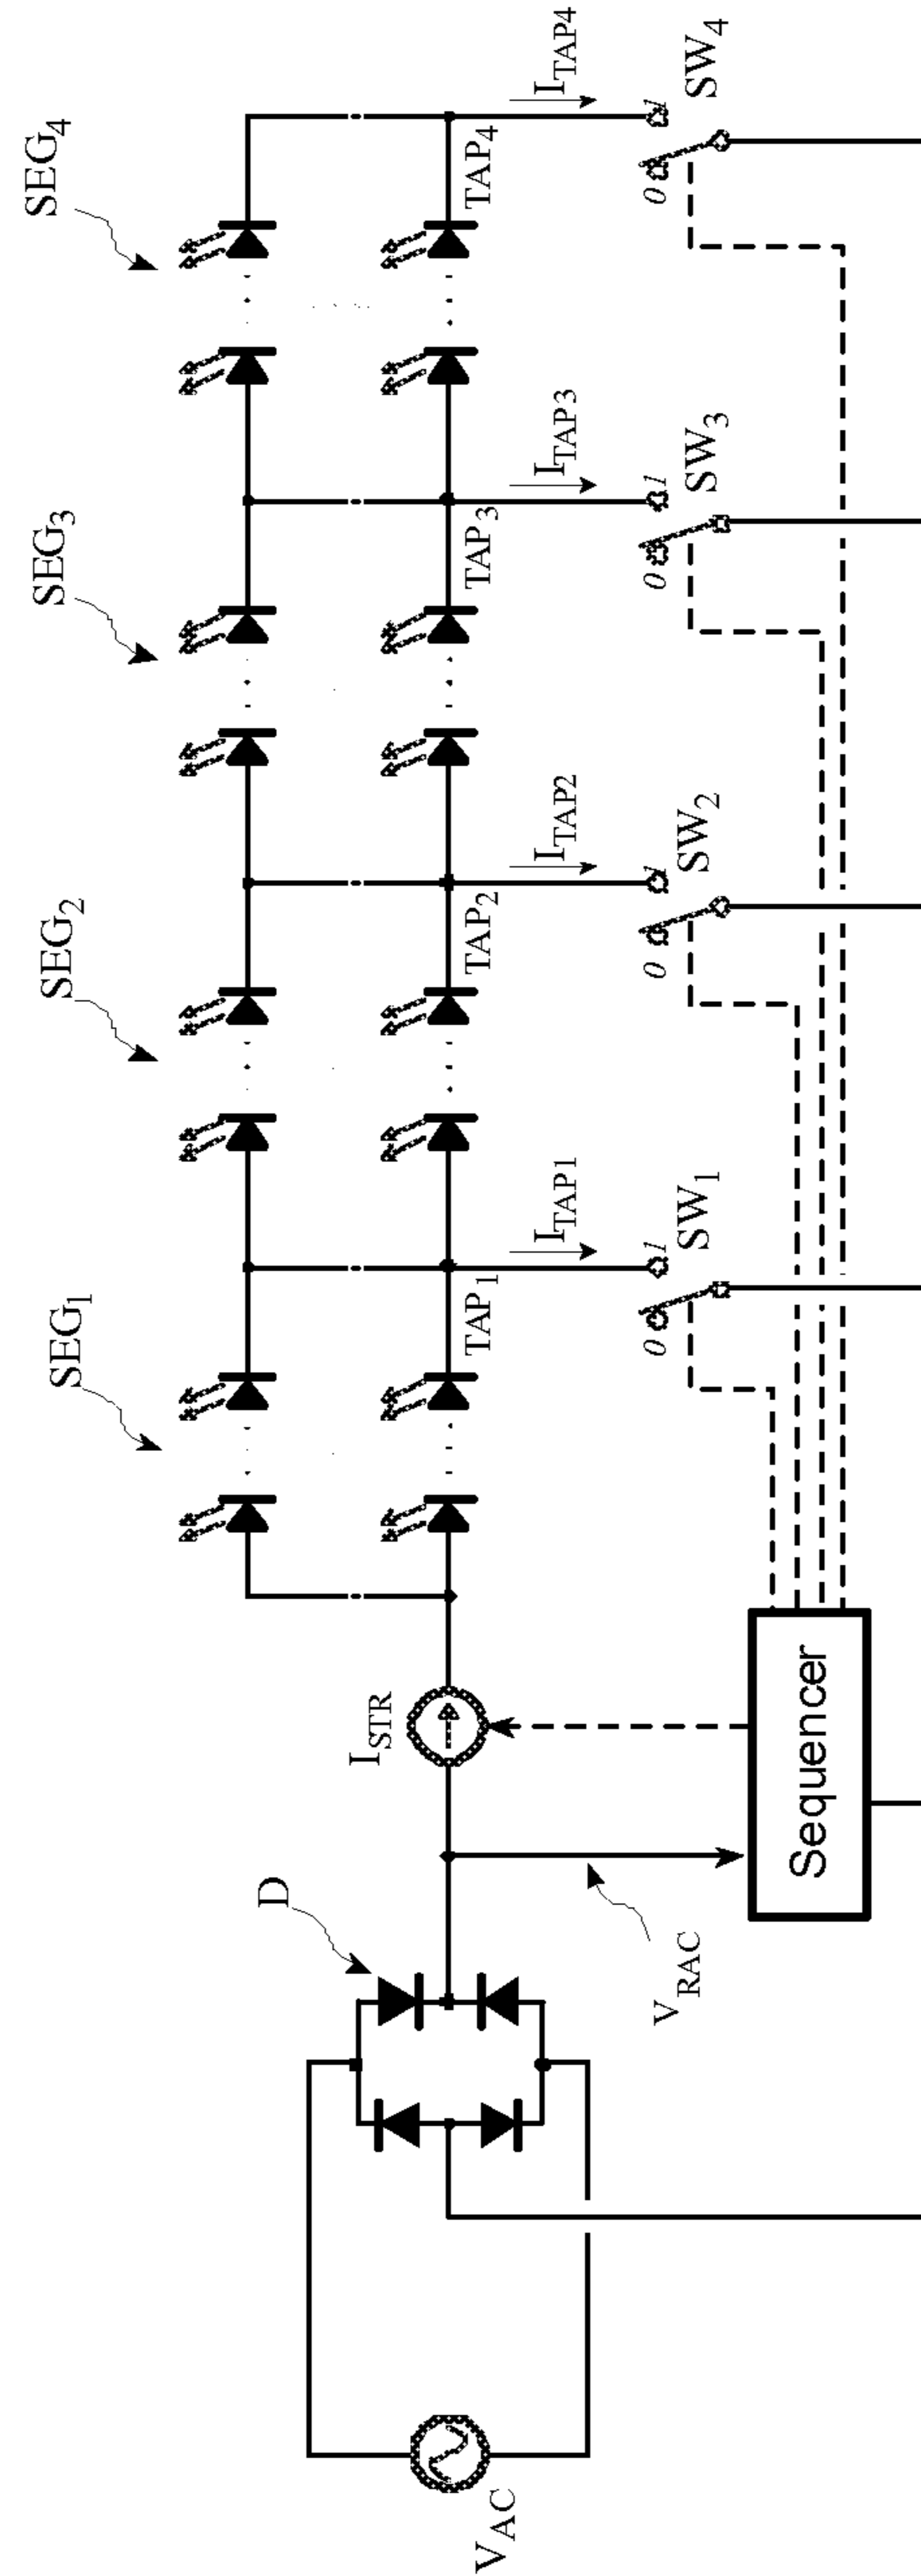 SEG1
SEG2
SEG3
SEG4
D
ISTR
VAC
VRAC
TAP1
TAP2
TAP3
TAP4
ITAP1
ITAP2
ITAP3
ITAP4
0 1
SW1
0 1
SW2
0 1
SW3
0 1
SW4
Sequencer